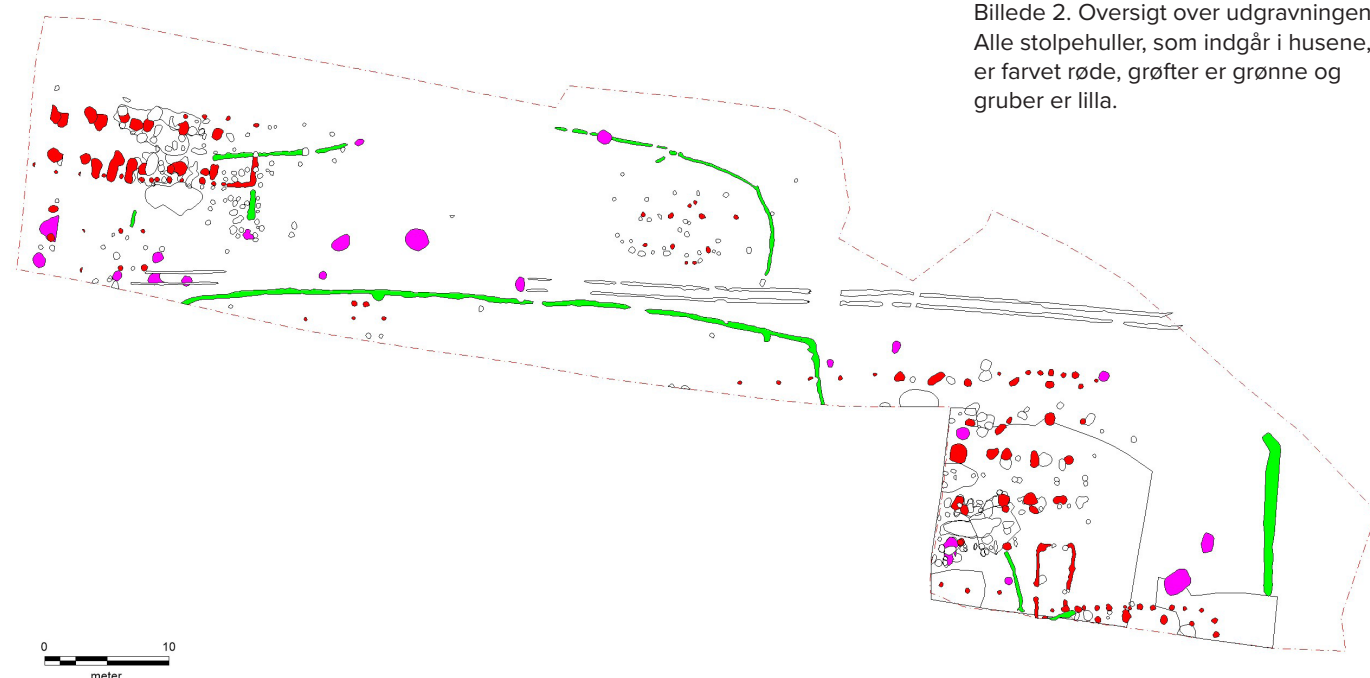 Billede 2. Oversigt over udgravningen
Alle stolpehuller, som indgår i husene,
er farvet røde, grøfter er grønne og
gruber er lilla.
0 10
meter